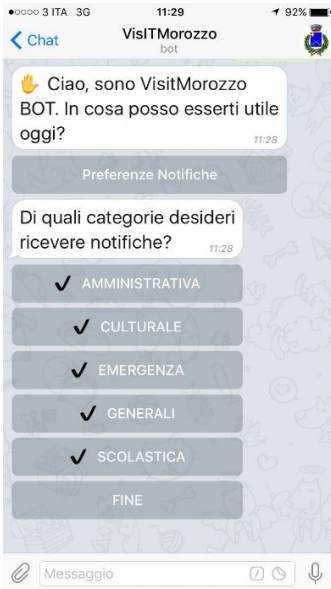 3 ITA 3G 11:29 92%
Chat VisITMorozzo
bot
Ciao, sono VisitMorozzo
BOT. In cosa posso esserti utile
oggi?
11:28
Preferenze Notifiche
Di quali categorie desideri
ricevere notifiche?
11:28
AMMINISTRATIVA
CULTURALE
EMERGENZA
GENERALI
SCOLASTICA
FINE
Messaggio